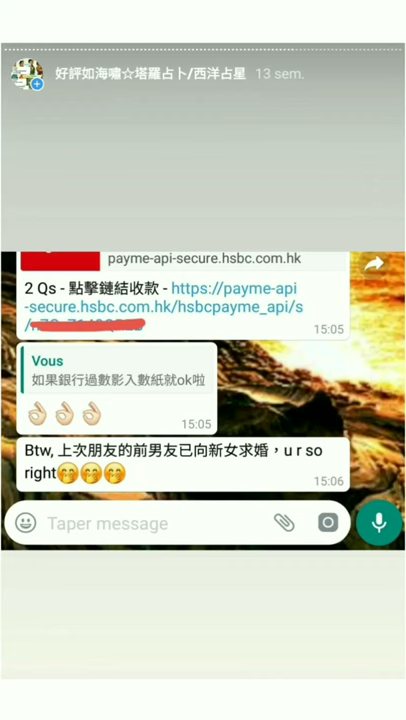 好評如海嘯☆塔羅占卜/西洋占星 13 sem.
payme-api-secure.hsbc.com.hk
2 Qs - 點擊鏈結收款 - https://payme-api
-secure.hsbc.com.hk/hsbcpayme_api/s
15:05
Vous
如果銀行過數影入數紙就ok啦
👌🏻👌🏻👌🏻
15:05
Btw, 上次朋友的前男友已向新女求婚，u r so
right🤭🤭🤭
15:06
Taper message